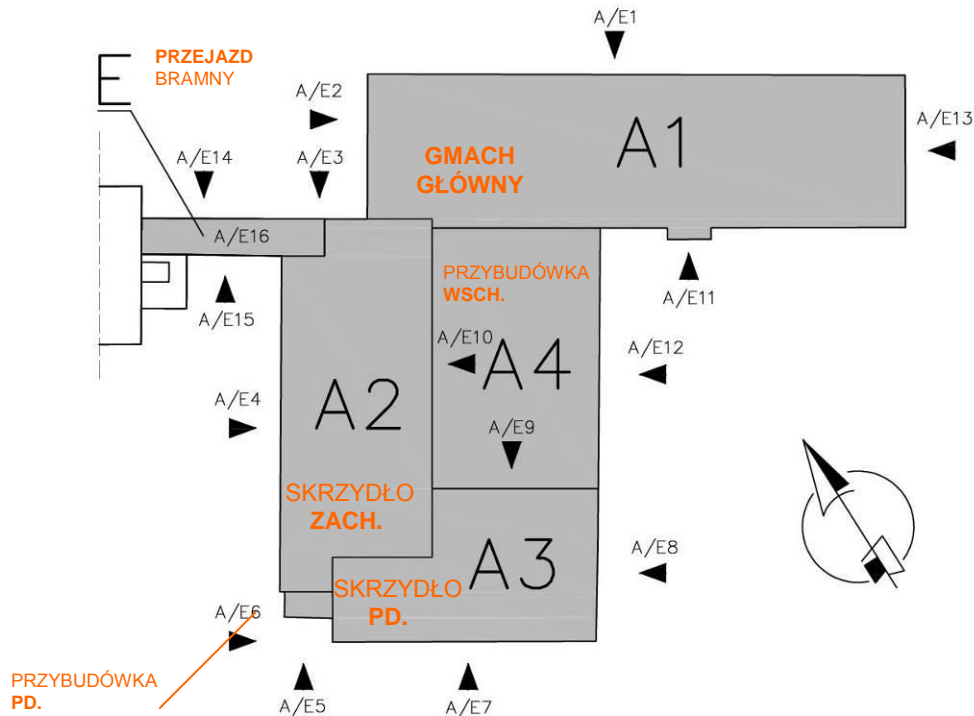 A/E1
PRZEJAZD
BRAMNY
E
A/E2
A/E13
A1
A/E14
A/E3
GMACH
GŁÓWNY
A/E16
PRZYBUDÓWKA
WSCH.
A/E11
A/E15
A/E10
A/E12
A4
A2
A/E4
A/E9
SKRZYDŁO
ZACH.
A3
A/E8
SKRZYDŁO
PD.
A/E6
PRZYBUDÓWKA
PD.
A/E5
A/E7